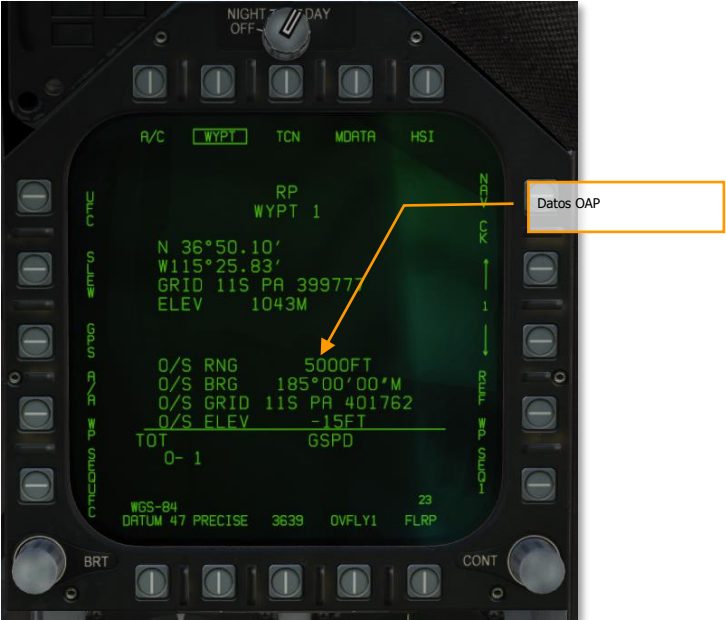 NIGHT DAY
OFF
A/C WYPT TCN MDATA HSI
UFC
SLEW
GPS
A/A WP
SEQUFC
RP
WYPT 1
N 36°50.10′
W115°25.83′
GRID 11S PA 399777
ELEV 1043M
O/S RNG 5000FT
O/S BRG 185°00′00″M
O/S GRID 11S PA 401762
O/S ELEV -15FT
TOT GSPD
0- 1
NAV CK
1
REF WP
SEQ1
23
WGS-84
DATUM 47 PRECISE 3639 OVFLY1 FLRP
BRT CONT
Datos OAP